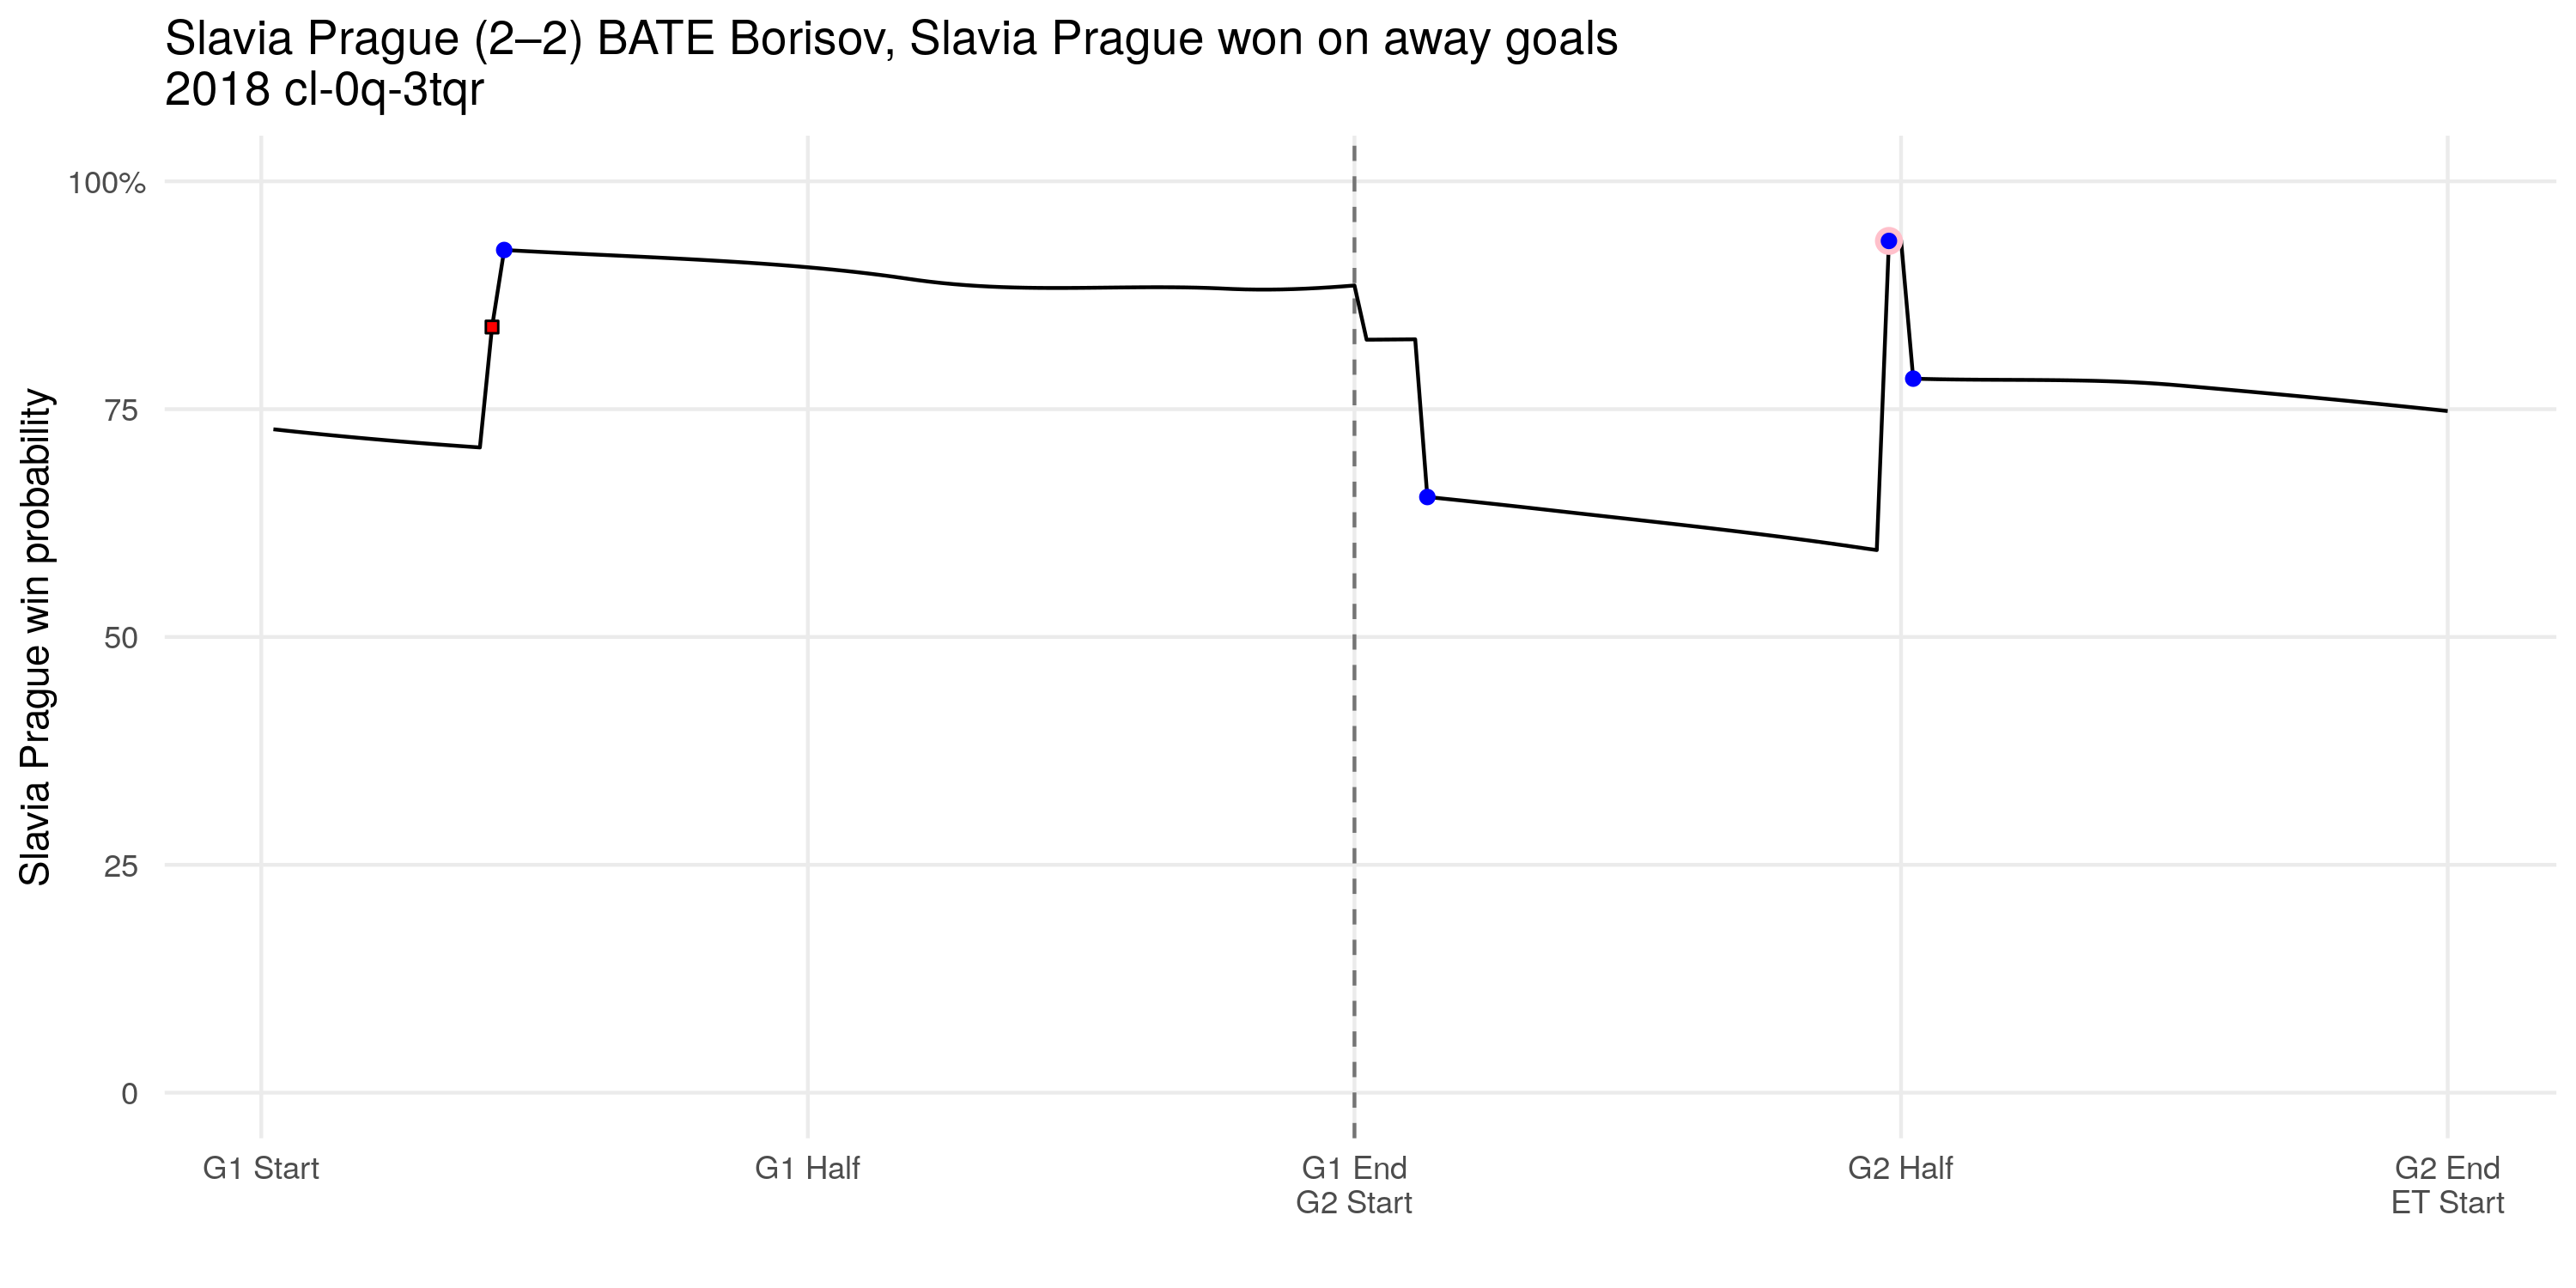 Slavia Prague (2–2) BATE Borisov, Slavia Prague won on away goals
2018 cl-0q-3tqr
Slavia Prague win probability
100%
75
50
25
0
G1 Start
G1 Half
G1 End
G2 Start
G2 Half
G2 End
ET Start